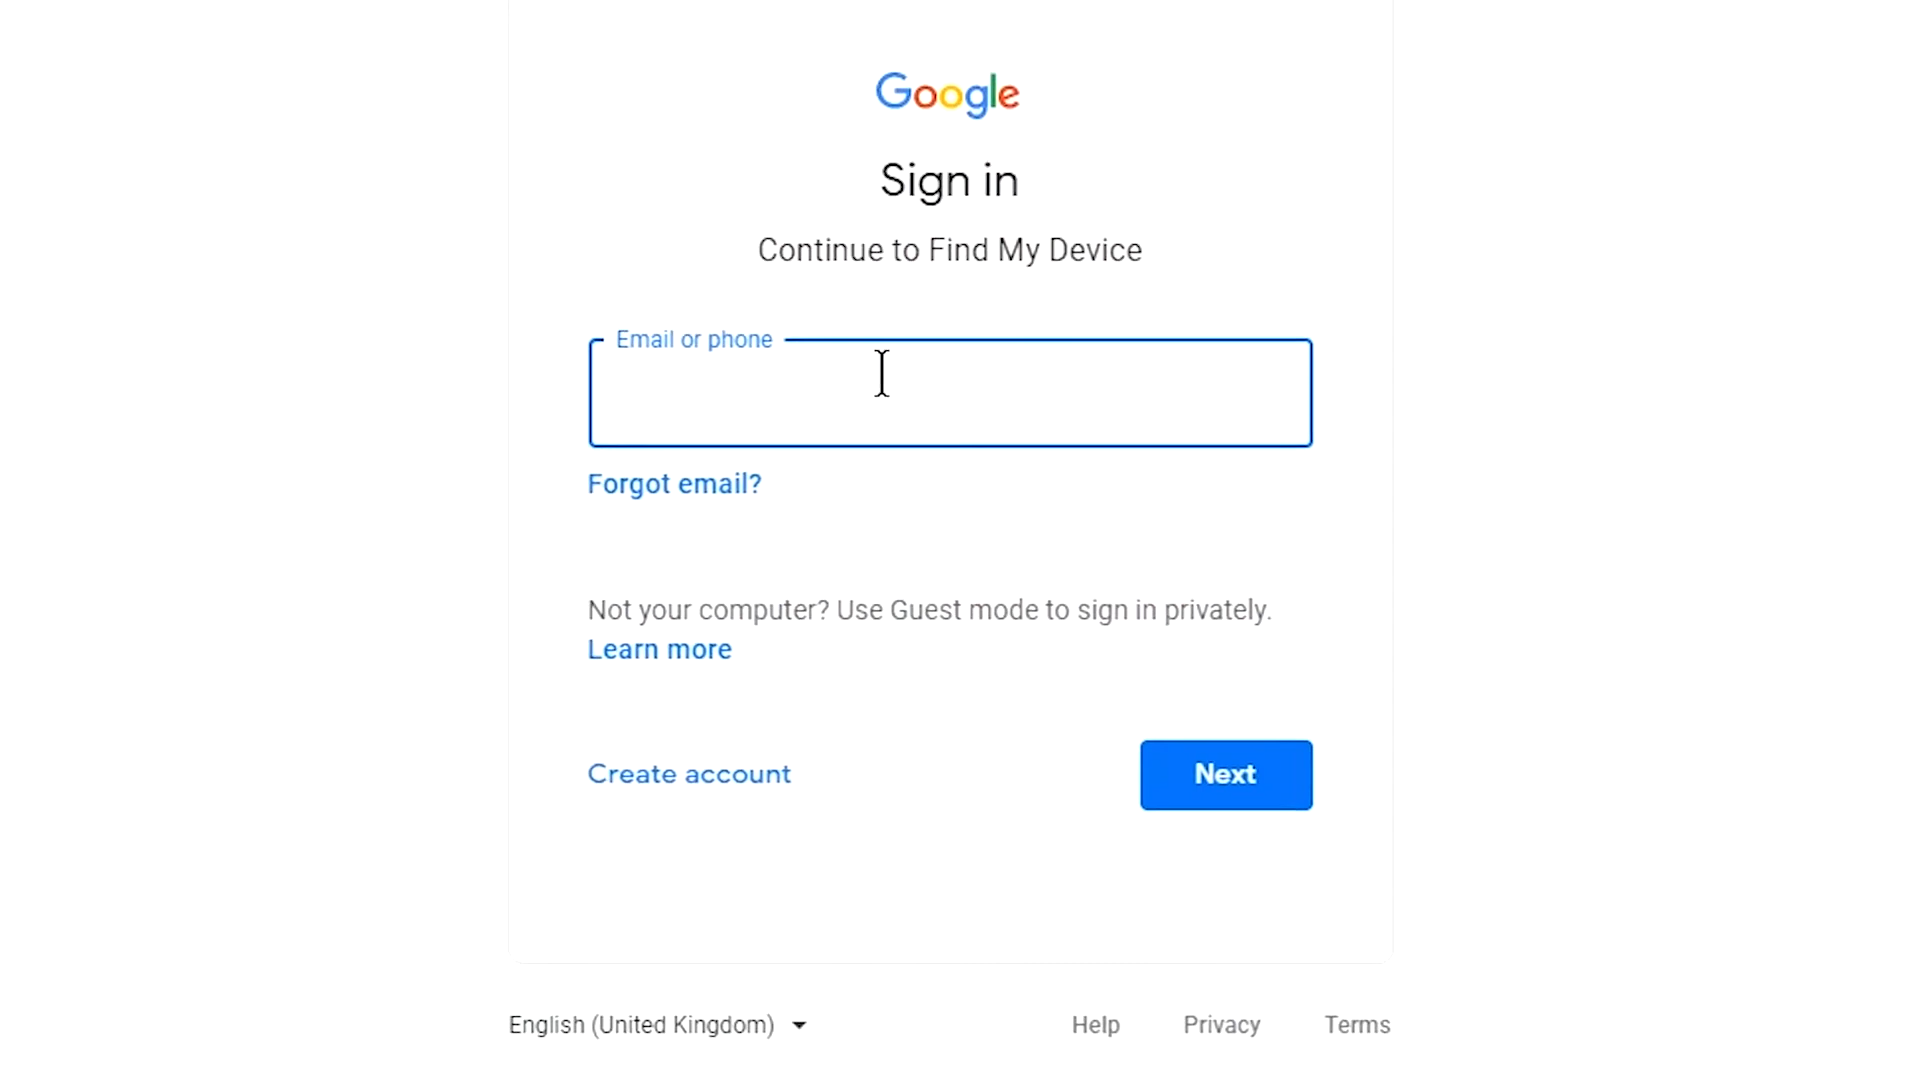 Google
Sign in
Continue to Find My Device
Email or phone
Forgot email?
Not your computer? Use Guest mode to sign in privately.
Learn more
Create account
Next
English (United Kingdom)
Help
Privacy
Terms